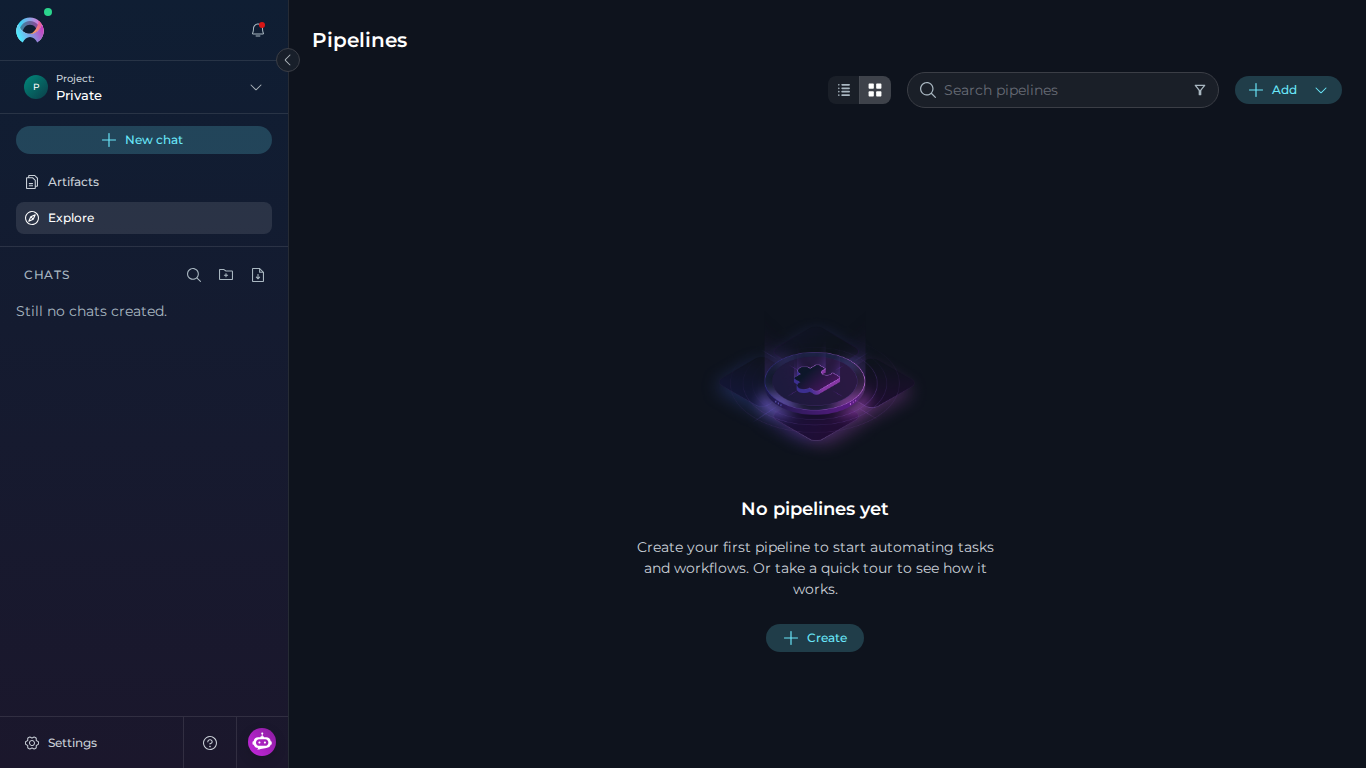 Pipelines
P
Project:
Private
Search pipelines
Add
New chat
Artifacts
Explore
CHATS
Still no chats created.
No pipelines yet
Create your first pipeline to start automating tasks
and workflows. Or take a quick tour to see how it
works.
Create
Settings